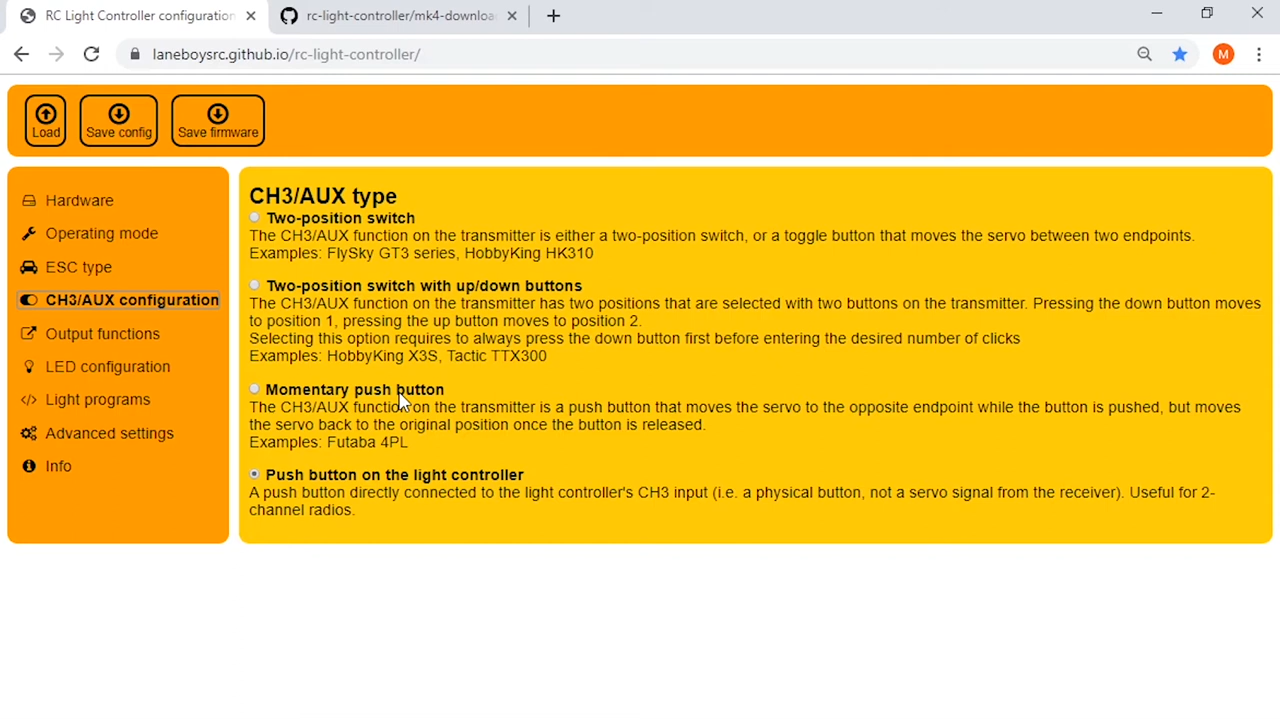 RC Light Controller configuration
rc-light-controller/mk4-downloa
laneboysrc.github.io/rc-light-controller/
M
Load
Save config
Save firmware
Hardware
Operating mode
ESC type
CH3/AUX configuration
Output functions
LED configuration
Light programs
Advanced settings
Info
CH3/AUX type
Two-position switch
The CH3/AUX function on the transmitter is either a two-position switch, or a toggle button that moves the servo between two endpoints.
Examples: FlySky GT3 series, HobbyKing HK310
Two-position switch with up/down buttons
The CH3/AUX function on the transmitter has two positions that are selected with two buttons on the transmitter. Pressing the down button moves
to position 1, pressing the up button moves to position 2.
Selecting this option requires to always press the down button first before entering the desired number of clicks
Examples: HobbyKing X3S, Tactic TTX300
Momentary push button
The CH3/AUX function on the transmitter is a push button that moves the servo to the opposite endpoint while the button is pushed, but moves
the servo back to the original position once the button is released.
Examples: Futaba 4PL
Push button on the light controller
A push button directly connected to the light controller's CH3 input (i.e. a physical button, not a servo signal from the receiver). Useful for 2-
channel radios.